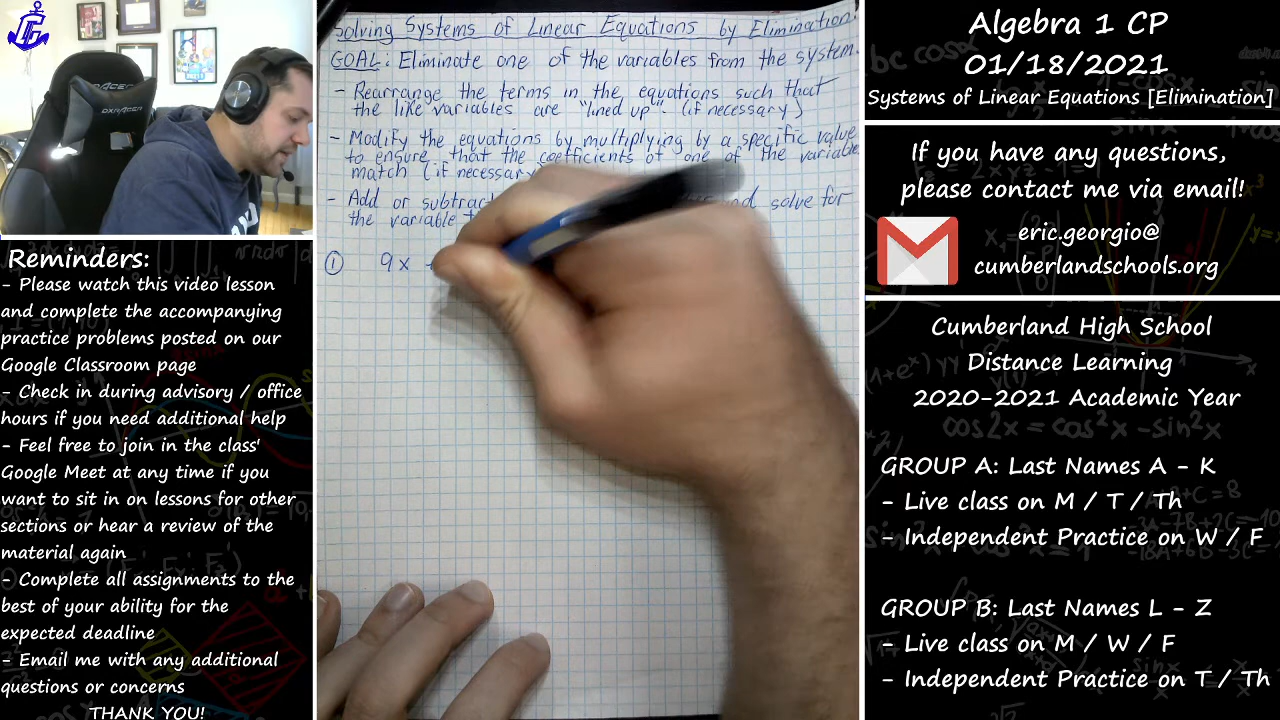 Solving Systems of Linear Equations by Elimination
GOAL: Eliminate one of the variables from the system.
- Rearrange the terms in the equations such that
the like variables are "lined up". (if necessary)
- Modify the equations by multiplying by a specific value
to ensure that the coefficients of one of the variables
match (if necessary
- Add or subtract and solve for
the variable
① 9x
Reminders:
- Please watch this video lesson
and complete the accompanying
practice problems posted on our
Google Classroom page
- Check in during advisory / office
hours if you need additional help
- Feel free to join in the class'
Google Meet at any time if you
want to sit in on lessons for other
sections or hear a review of the
material again
- Complete all assignments to the
best of your ability for the
expected deadline
- Email me with any additional
questions or concerns
THANK YOU!
Algebra 1 CP
01/18/2021
Systems of Linear Equations [Elimination]
If you have any questions,
please contact me via email!
eric.georgio@
cumberlandschools.org
Cumberland High School
Distance Learning
2020-2021 Academic Year
GROUP A: Last Names A - K
- Live class on M / T / Th
- Independent Practice on W / F
GROUP B: Last Names L - Z
- Live class on M / W / F
- Independent Practice on T / Th